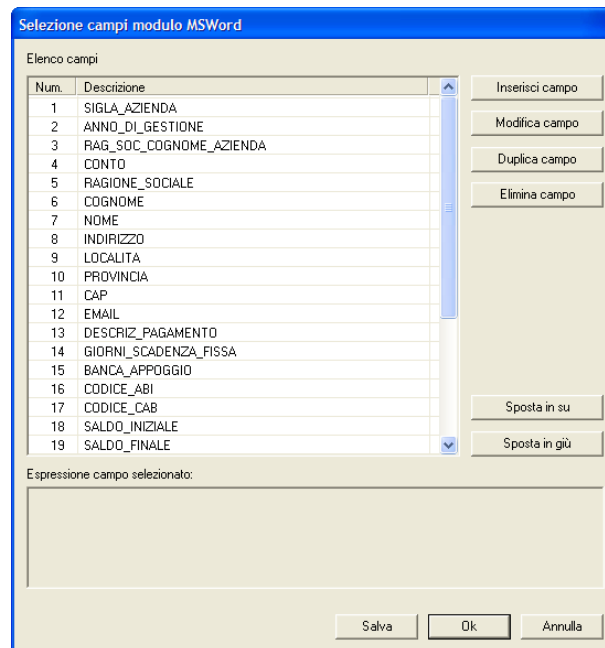 Selezione campi modulo MSWord
Elenco campi
Num. Descrizione
1 SIGLA_AZIENDA
2 ANNO_DI_GESTIONE
3 RAG_SOC_COGNOME_AZIENDA
4 CONTO
5 RAGIONE_SOCIALE
6 COGNOME
7 NOME
8 INDIRIZZO
9 LOCALITA
10 PROVINCIA
11 CAP
12 EMAIL
13 DESCRIZ_PAGAMENTO
14 GIORNI_SCADENZA_FISSA
15 BANCA_APPOGGIO
16 CODICE_ABI
17 CODICE_CAB
18 SALDO_INIZIALE
19 SALDO_FINALE
Inserisci campo
Modifica campo
Duplica campo
Elimina campo
Sposta in su
Sposta in giù
Espressione campo selezionato:
Salva Ok Annulla